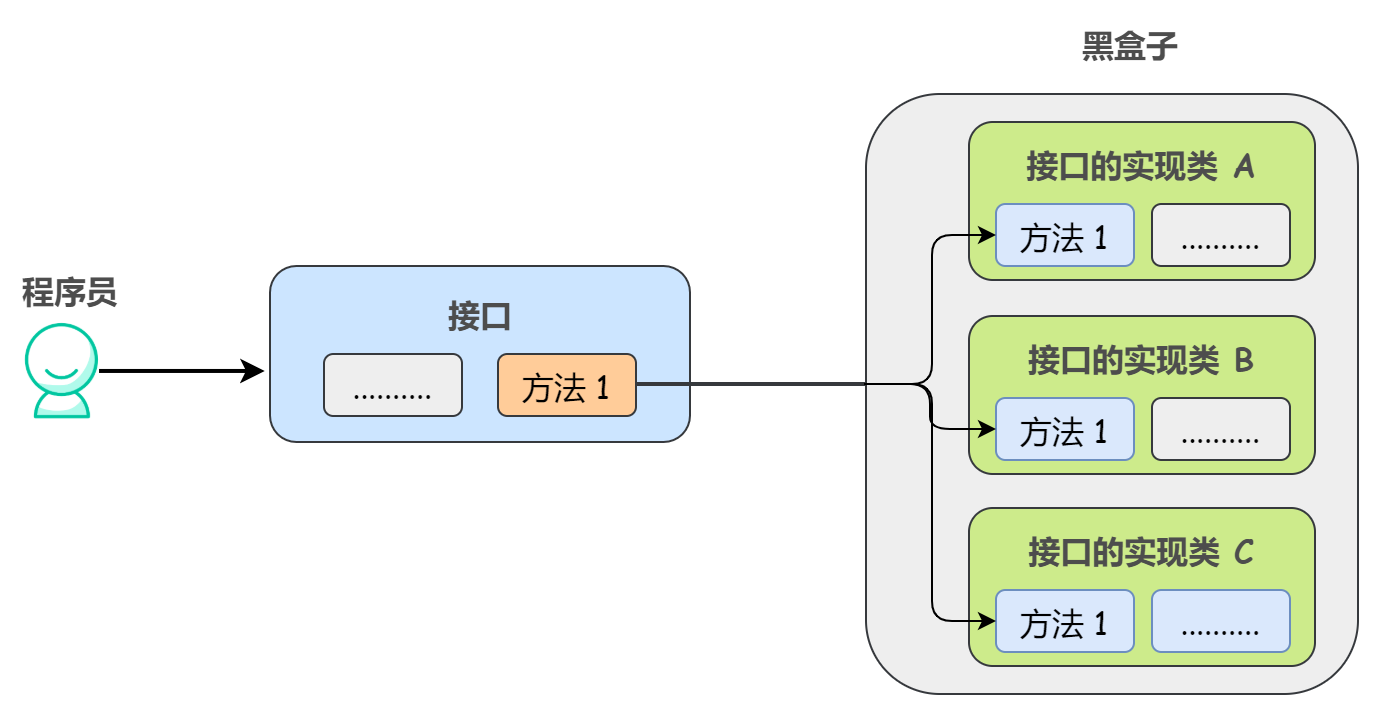 黑盒子
接口的实现类 A
方法 1
..........
程序员
接口
..........
方法 1
接口的实现类 B
方法 1
..........
接口的实现类 C
方法 1
..........